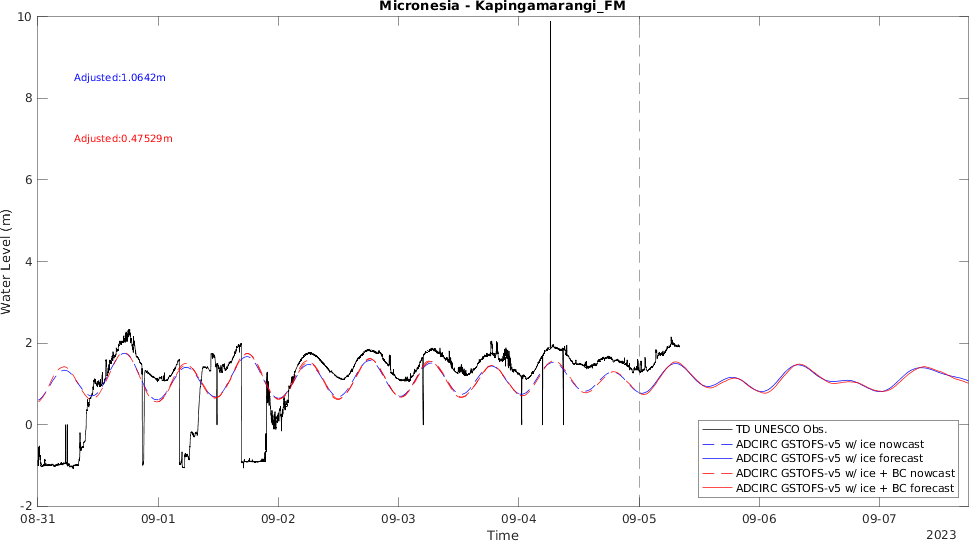 Micronesia - Kapingamarangi_FM
10
8
6
4
2
0
-2
Water Level (m)
Adjusted:1.0642m
Adjusted:0.47529m
TD UNESCO Obs.
ADCIRC GSTOFS-v5 w/ ice nowcast
ADCIRC GSTOFS-v5 w/ ice forecast
ADCIRC GSTOFS-v5 w/ ice + BC nowcast
ADCIRC GSTOFS-v5 w/ ice + BC forecast
08-31 09-01 09-02 09-03 09-04 09-05 09-06 09-07
Time
2023